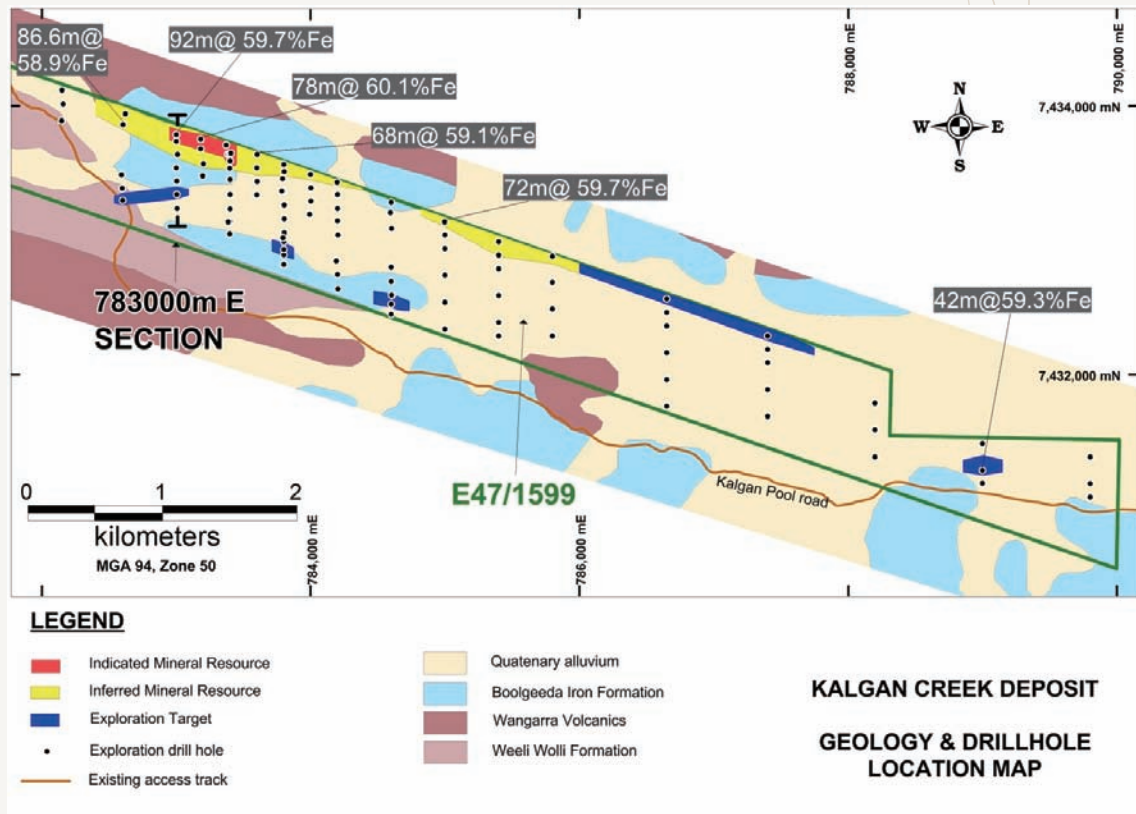 86.6m@
58.9%Fe
92m@ 59.7%Fe
78m@ 60.1%Fe
68m@ 59.1%Fe
72m@ 59.7%Fe
42m@59.3%Fe
788,000 mE
790,000 mE
7,434,000 mN
N
W
E
S
7,432,000 mN
783000m E
SECTION
E47/1599
Kalgan Pool road
0
1
2
kilometers
MGA 94, Zone 50
784,000 mE
786,000 mE
LEGEND
Indicated Mineral Resource
Inferred Mineral Resource
Exploration Target
Exploration drill hole
Existing access track
Quatenary alluvium
Boolgeeda Iron Formation
Wangarra Volcanics
Weeli Wolli Formation
KALGAN CREEK DEPOSIT
GEOLOGY & DRILLHOLE
LOCATION MAP